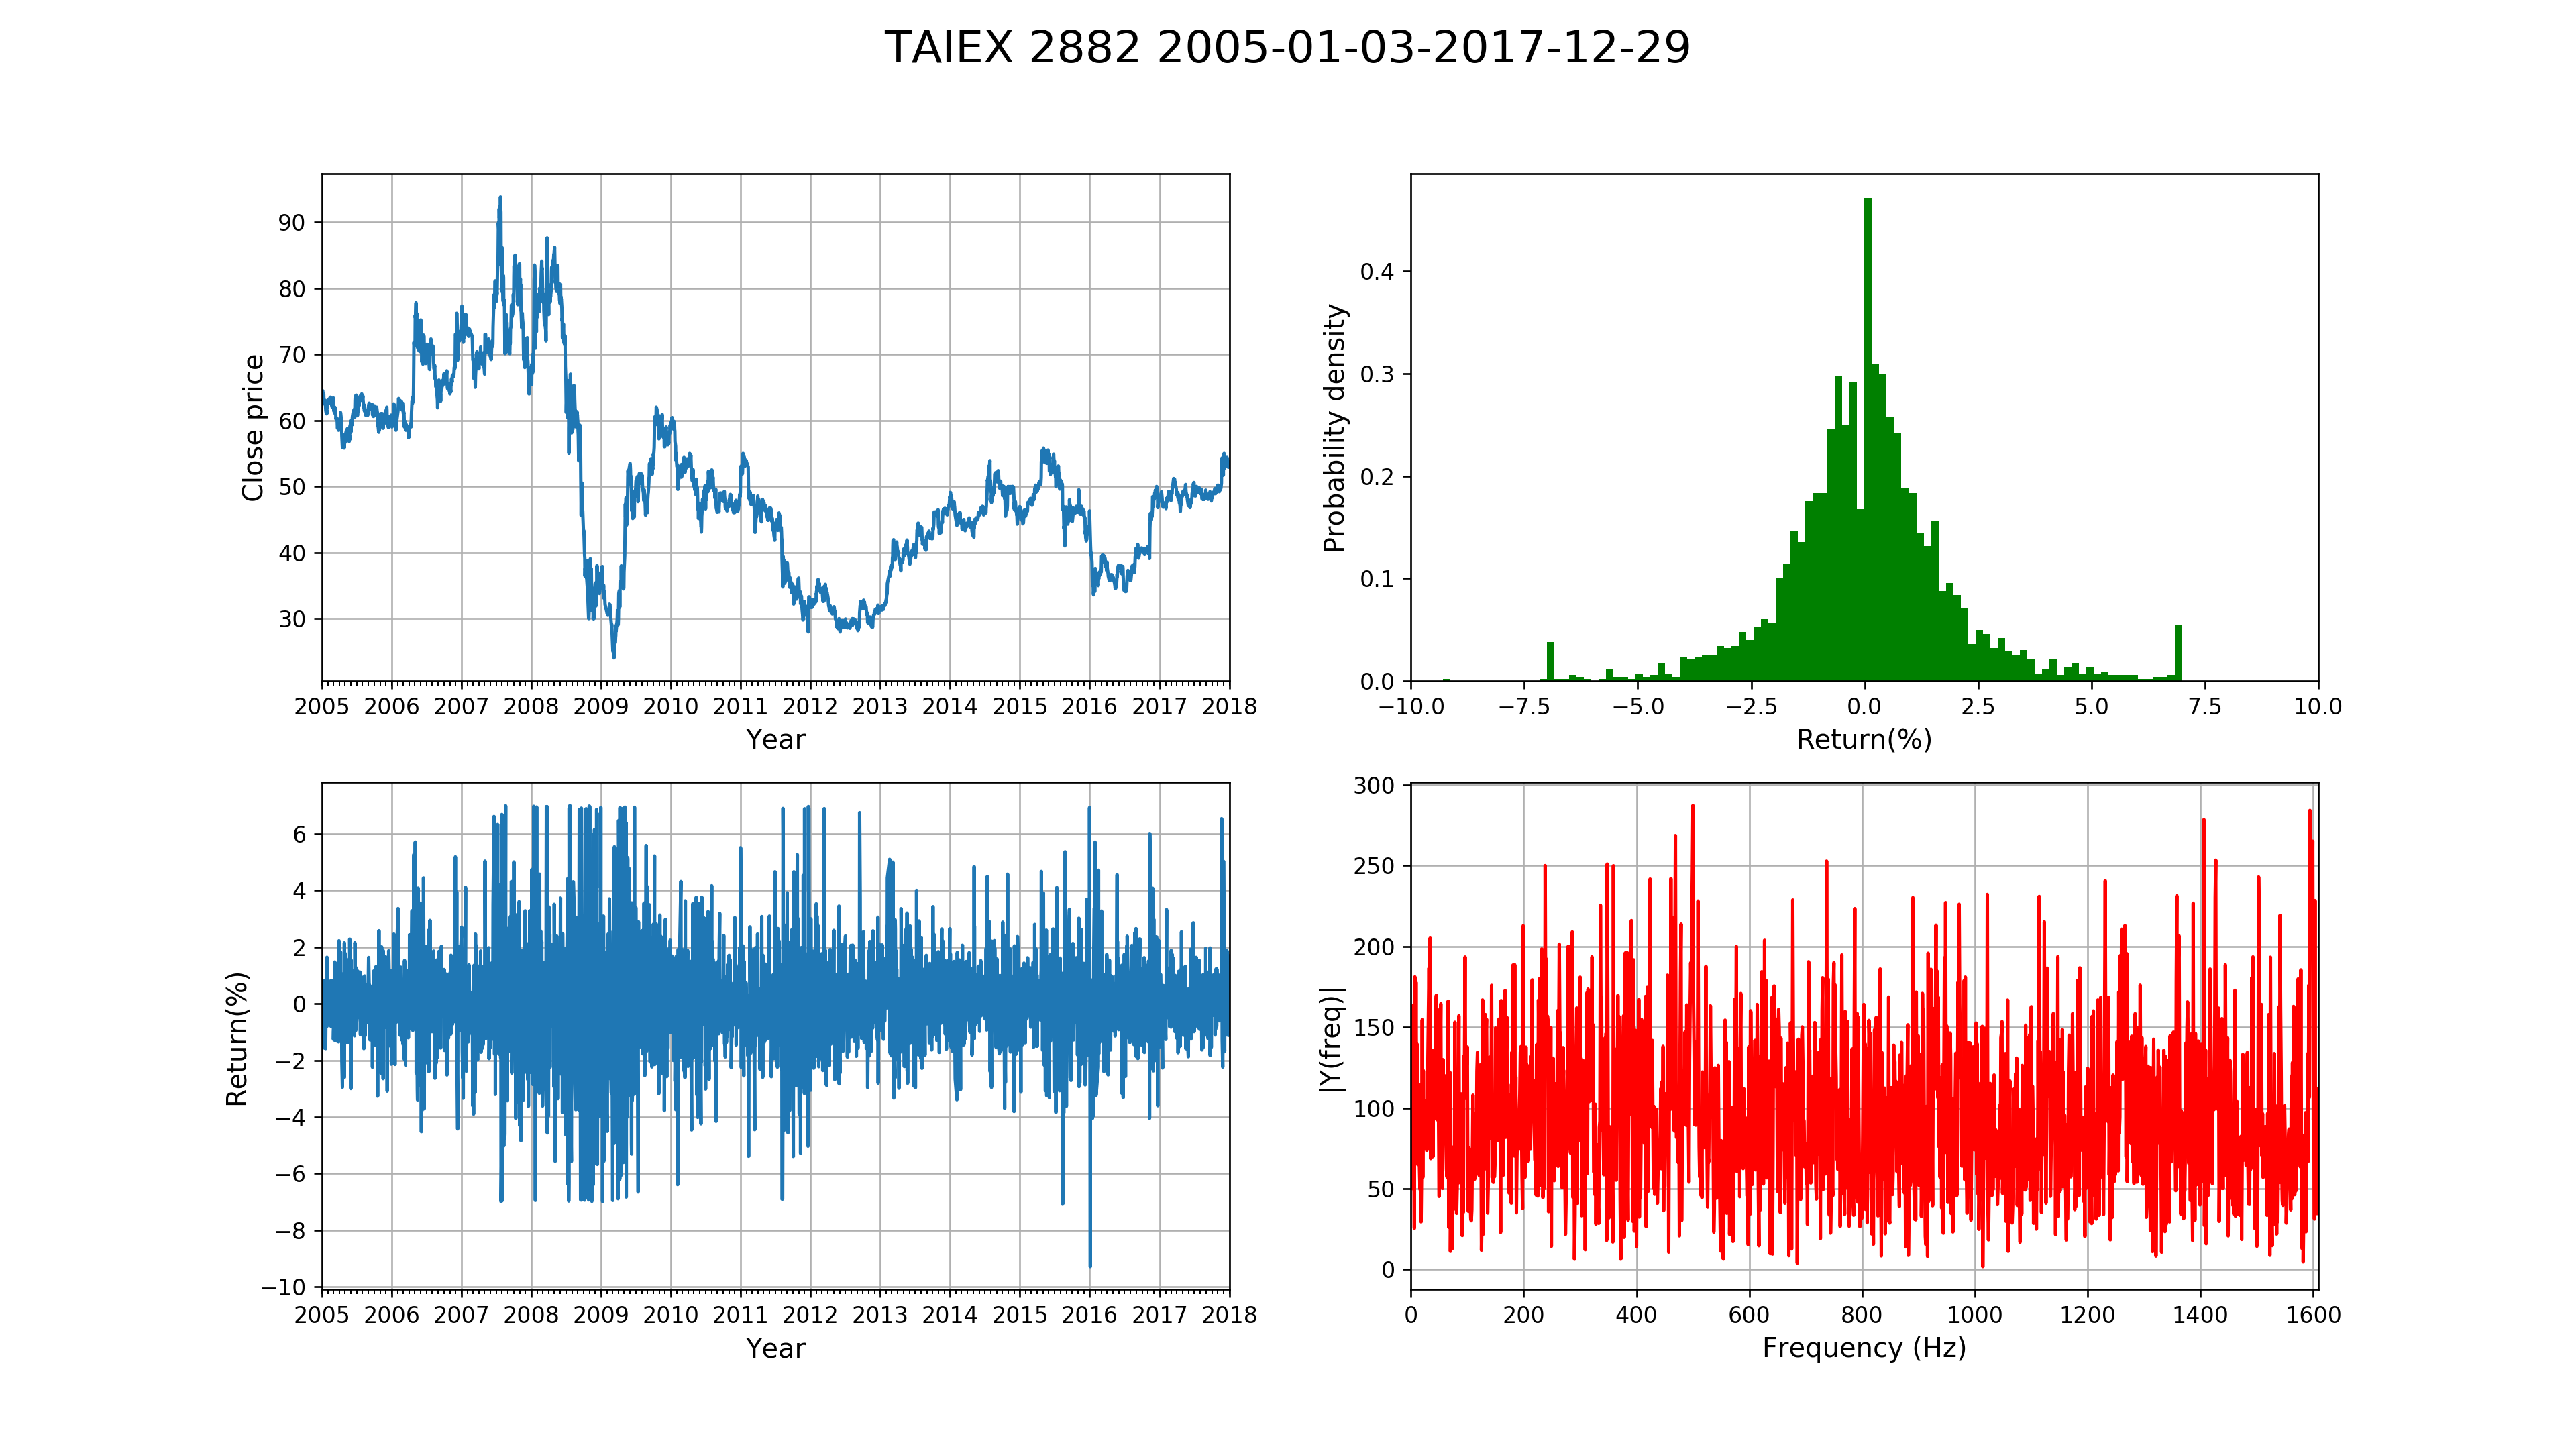 TAIEX 2882 2005-01-03-2017-12-29
90
80
70
60
50
40
30
Close price
2005 2006 2007 2008 2009 2010 2011 2012 2013 2014 2015 2016 2017 2018
Year
0.4
0.3
0.2
0.1
0.0
Probability density
−10.0 −7.5 −5.0 −2.5 0.0 2.5 5.0 7.5 10.0
Return(%)
6
4
2
0
−2
−4
−6
−8
−10
Return(%)
2005 2006 2007 2008 2009 2010 2011 2012 2013 2014 2015 2016 2017 2018
Year
300
250
200
150
100
50
0
|Y(freq)|
0 200 400 600 800 1000 1200 1400 1600
Frequency (Hz)